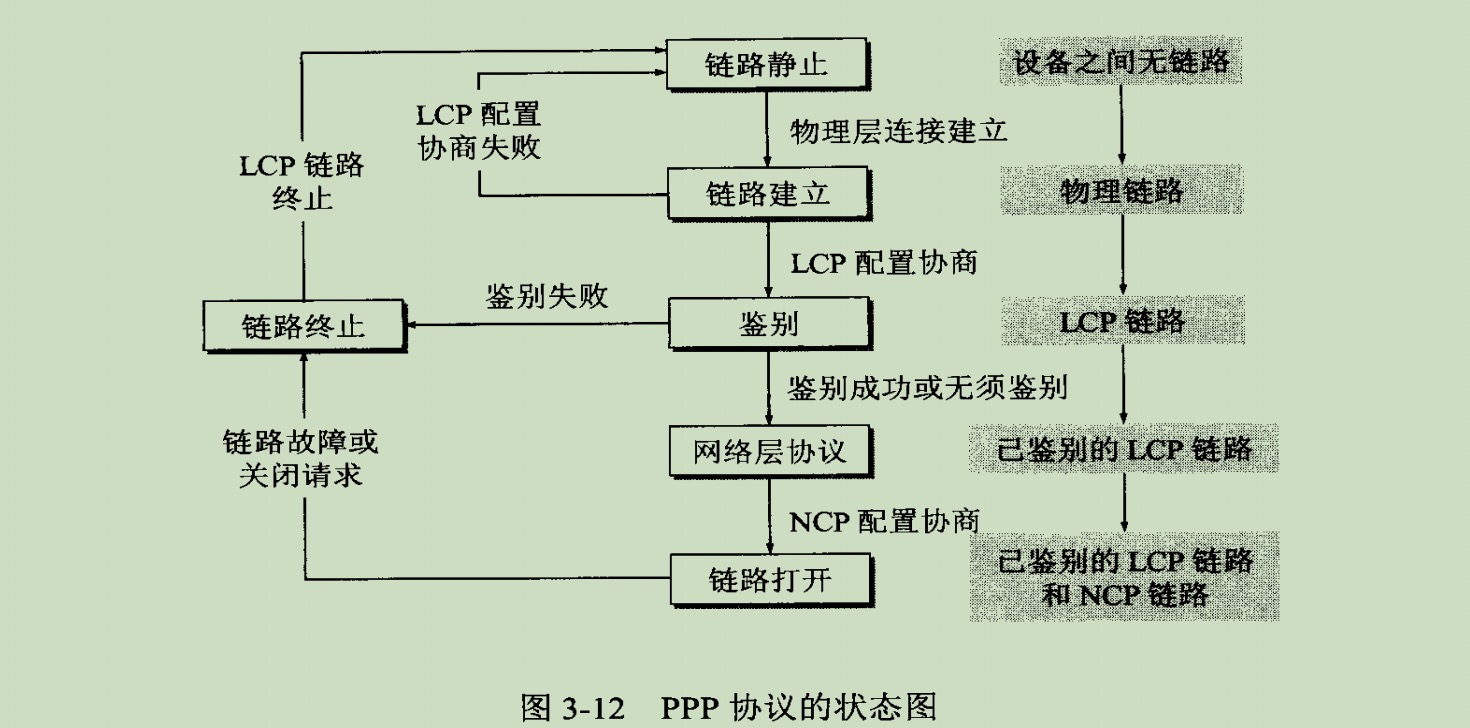 链路静止
设备之间无链路
LCP 配置
协商失败
物理层连接建立
LCP 链路
终止
链路建立
物理链路
LCP 配置协商
鉴别失败
链路终止
鉴别
LCP 链路
鉴别成功或无须鉴别
链路故障或
关闭请求
网络层协议
已鉴别的 LCP 链路
NCP 配置协商
链路打开
已鉴别的 LCP 链路
和 NCP 链路
图 3-12 PPP 协议的状态图